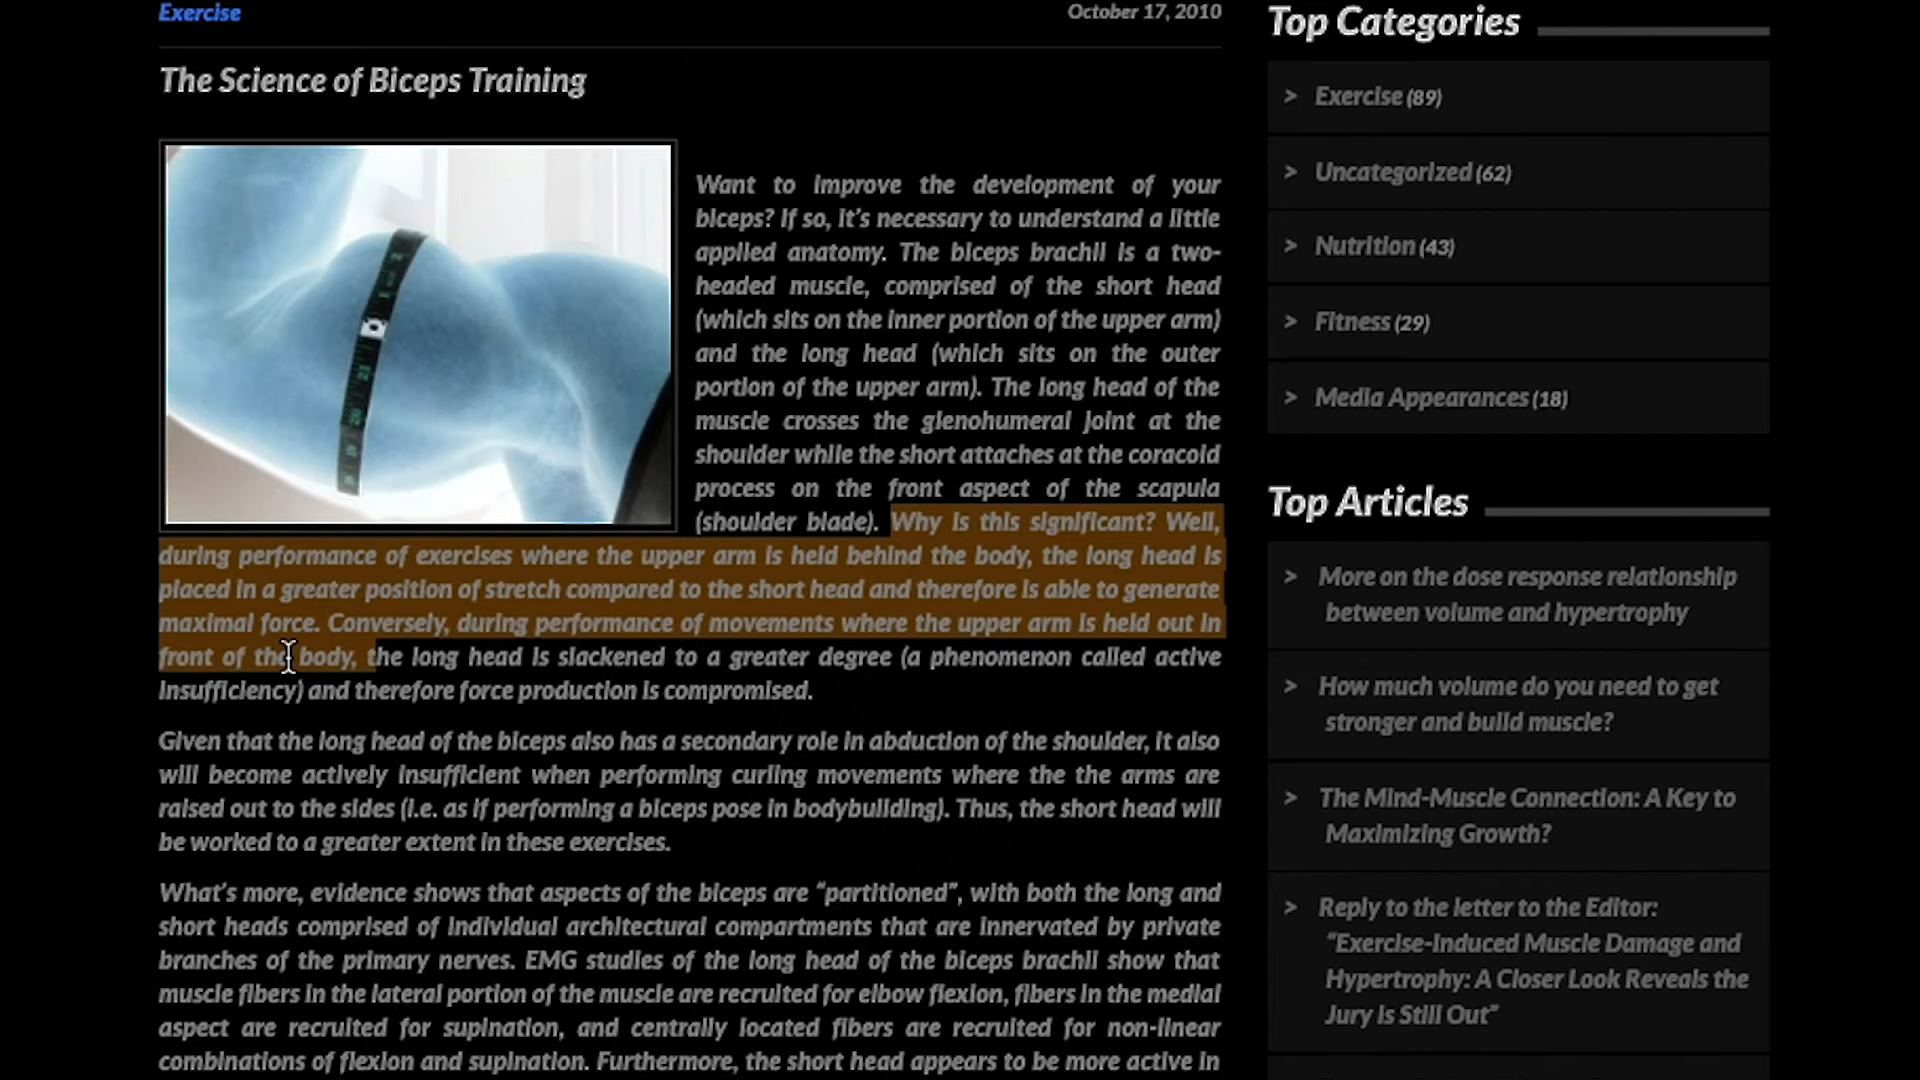 Exercise
October 17, 2010
The Science of Biceps Training
Want to improve the development of your
biceps? If so, it’s necessary to understand a little
applied anatomy. The biceps brachii is a two-
headed muscle, comprised of the short head
(which sits on the inner portion of the upper arm)
and the long head (which sits on the outer
portion of the upper arm). The long head of the
muscle crosses the glenohumeral joint at the
shoulder while the short attaches at the coracoid
process on the front aspect of the scapula
(shoulder blade). Why is this significant? Well,
during performance of exercises where the upper arm is held behind the body, the long head is
placed in a greater position of stretch compared to the short head and therefore is able to generate
maximal force. Conversely, during performance of movements where the upper arm is held out in
front of the body, the long head is slackened to a greater degree (a phenomenon called active
insufficiency) and therefore force production is compromised.
Given that the long head of the biceps also has a secondary role in abduction of the shoulder, it also
will become actively insufficient when performing curling movements where the the arms are
raised out to the sides (i.e. as if performing a biceps pose in bodybuilding). Thus, the short head will
be worked to a greater extent in these exercises.
What’s more, evidence shows that aspects of the biceps are “partitioned”, with both the long and
short heads comprised of individual architectural compartments that are innervated by private
branches of the primary nerves. EMG studies of the long head of the biceps brachii show that
muscle fibers in the lateral portion of the muscle are recruited for elbow flexion, fibers in the medial
aspect are recruited for supination, and centrally located fibers are recruited for non-linear
combinations of flexion and supination. Furthermore, the short head appears to be more active in
Top Categories
> Exercise (89)
> Uncategorized (62)
> Nutrition (43)
> Fitness (29)
> Media Appearances (18)
Top Articles
> More on the dose response relationship
between volume and hypertrophy
> How much volume do you need to get
stronger and build muscle?
> The Mind-Muscle Connection: A Key to
Maximizing Growth?
> Reply to the letter to the Editor:
“Exercise-Induced Muscle Damage and
Hypertrophy: A Closer Look Reveals the
Jury is Still Out”